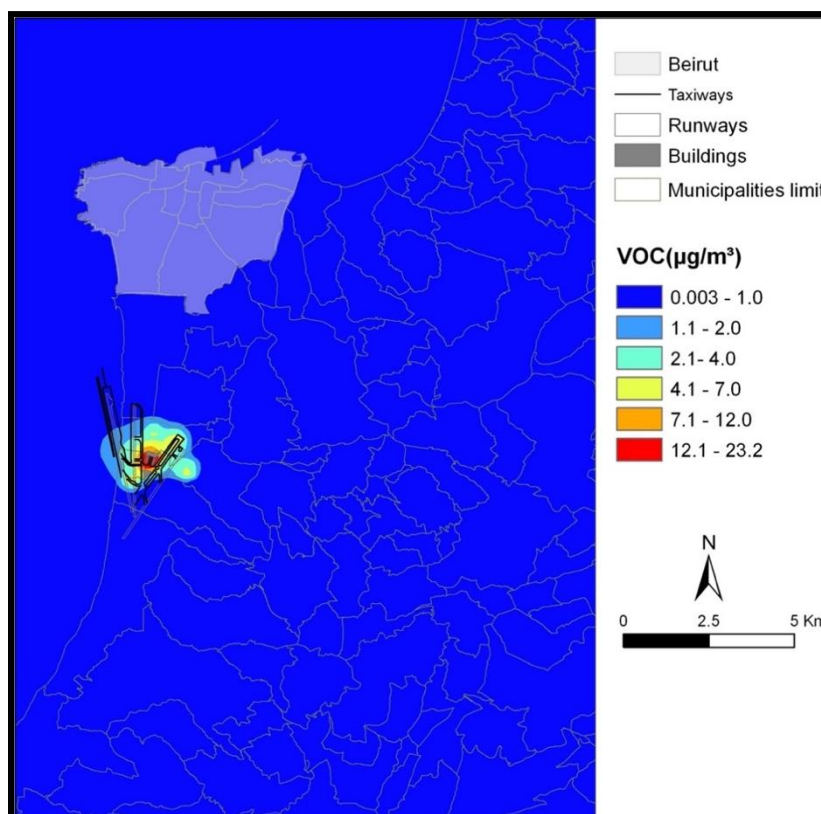 Beirut
Taxiways
Runways
Buildings
Municipalities limit
VOC(µg/m³)
0.003 - 1.0
1.1 - 2.0
2.1- 4.0
4.1 - 7.0
7.1 - 12.0
12.1 - 23.2
N
0 2.5 5 Km